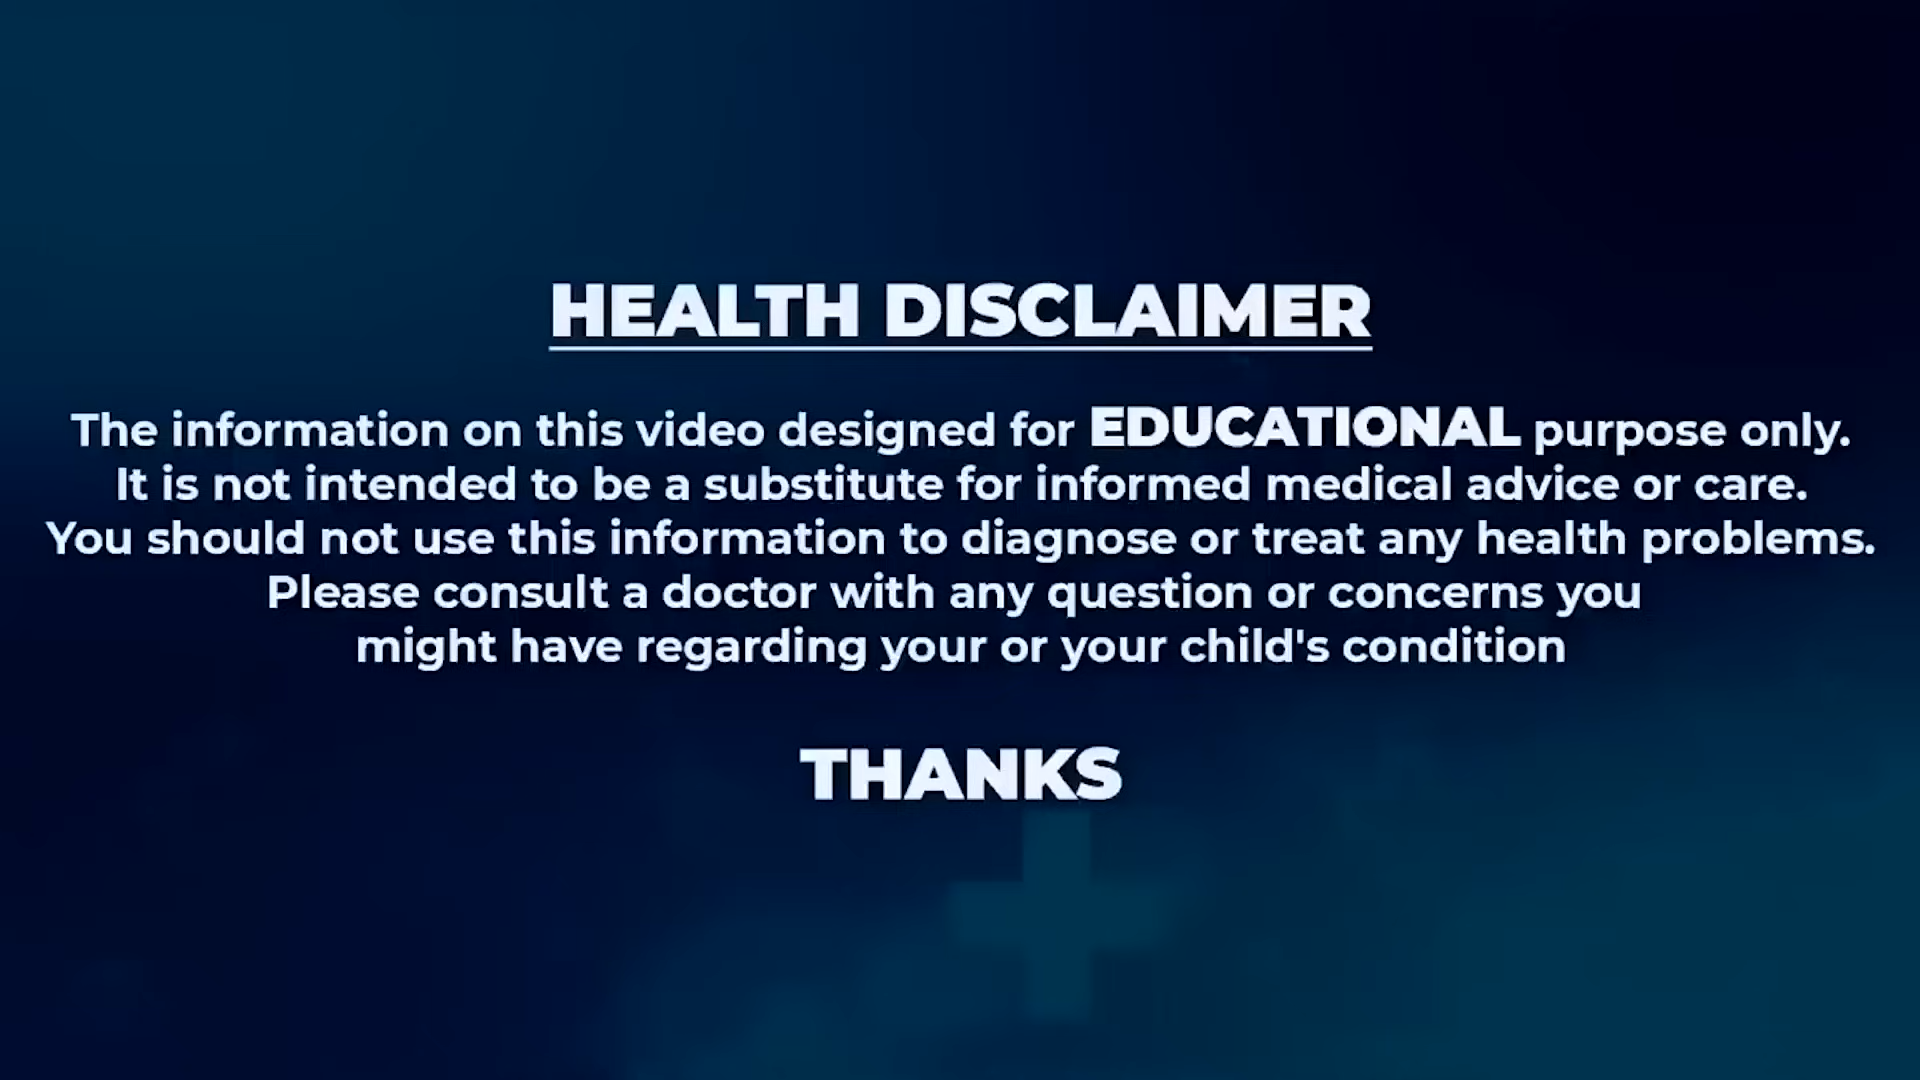 HEALTH DISCLAIMER
The information on this video designed for EDUCATIONAL purpose only.
It is not intended to be a substitute for informed medical advice or care.
You should not use this information to diagnose or treat any health problems.
Please consult a doctor with any question or concerns you
might have regarding your or your child's condition
THANKS